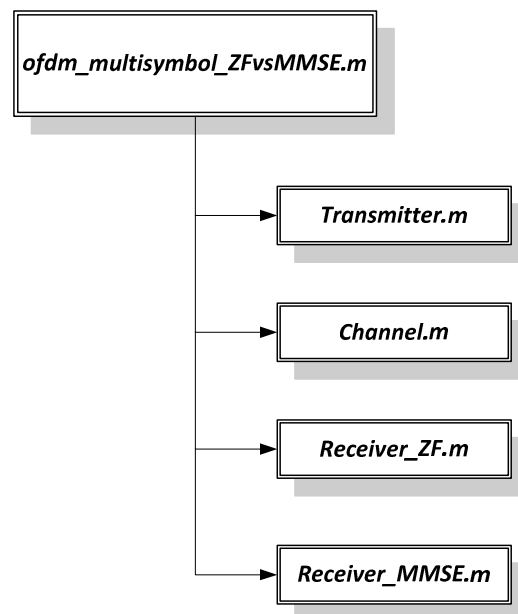 ofdm_multisymbol_ZFvsMMSE.m
Transmitter.m
Channel.m
Receiver_ZF.m
Receiver_MMSE.m